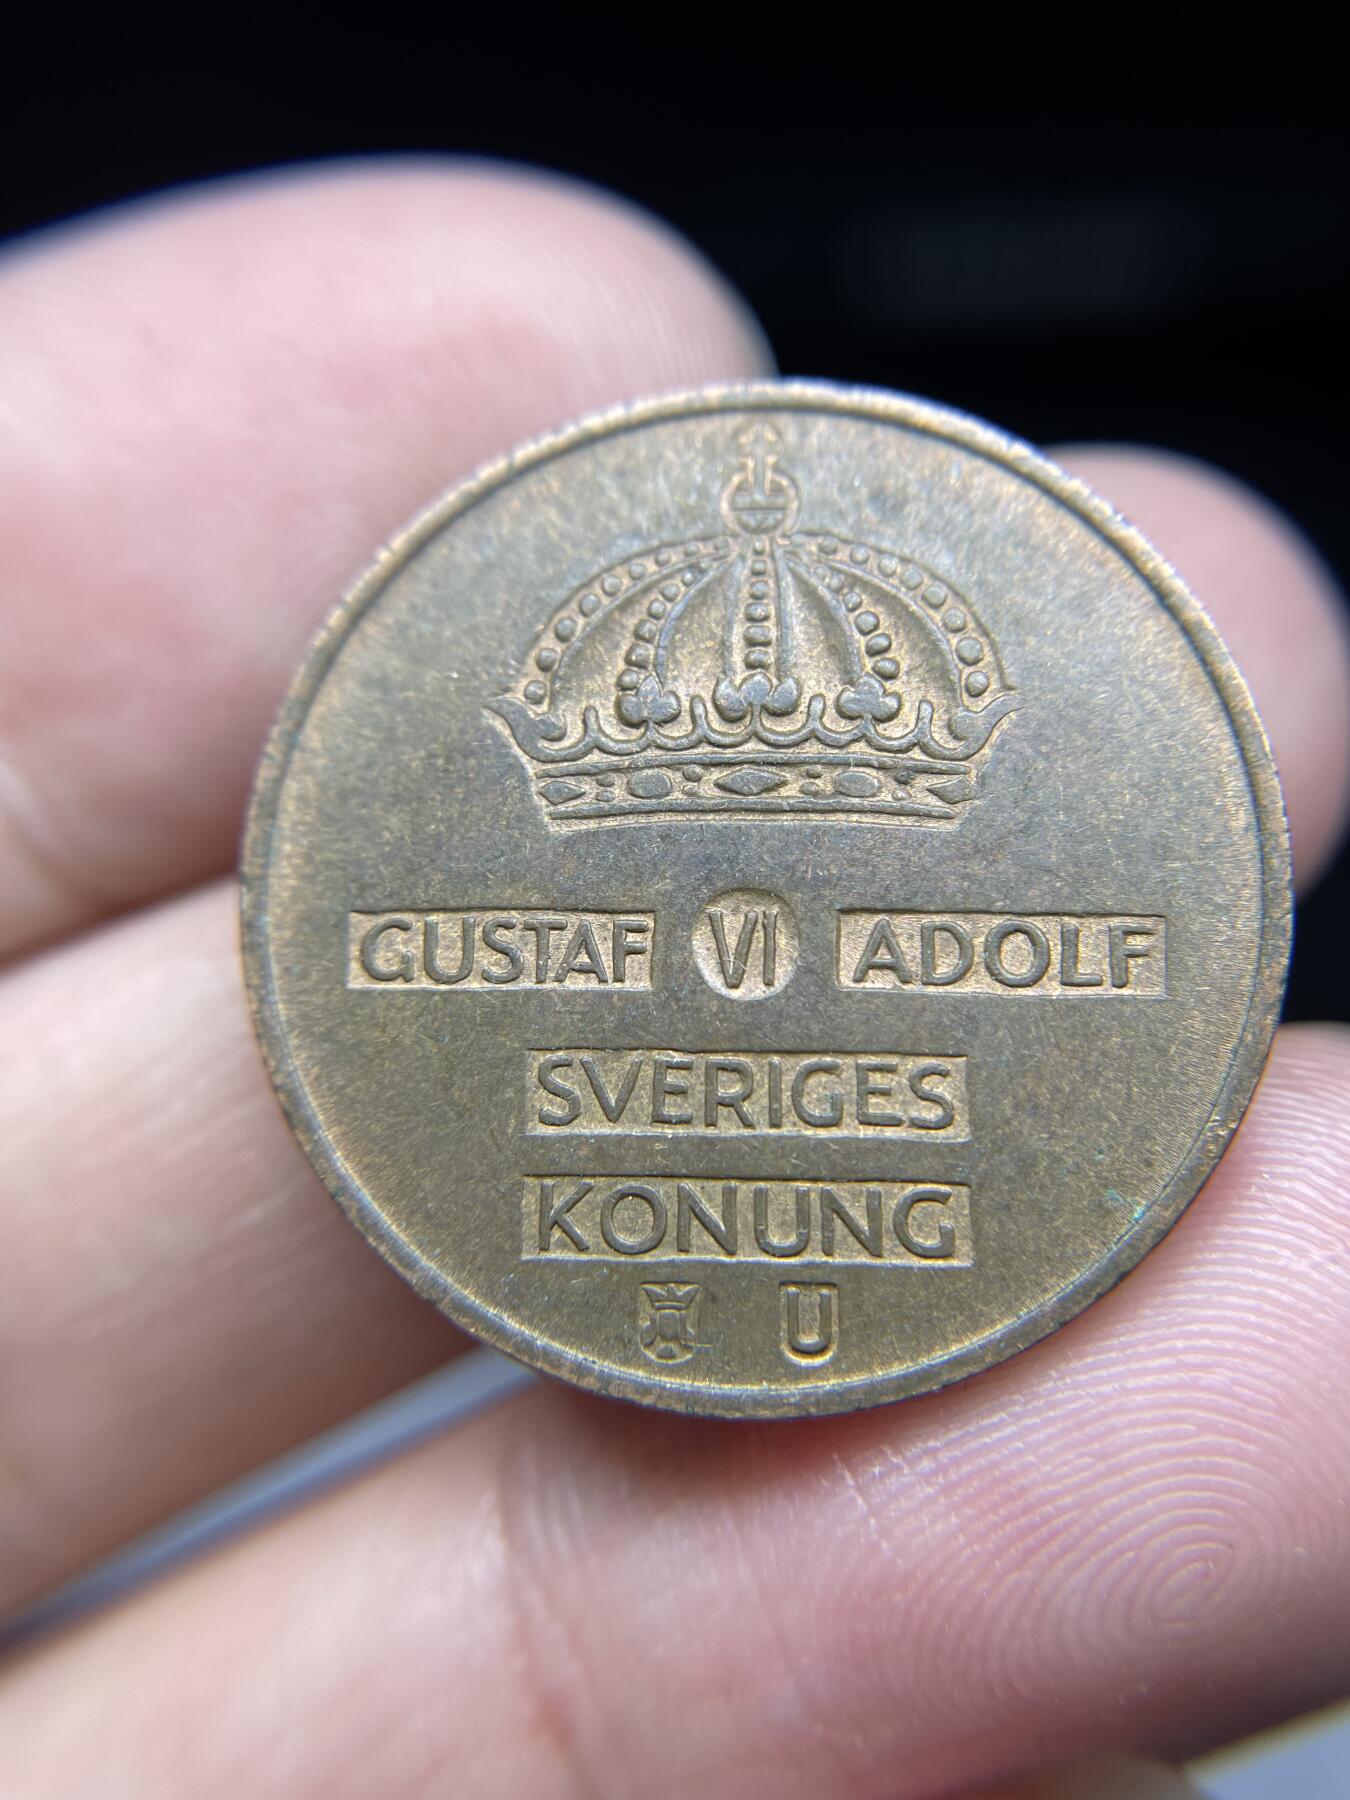 GUSTAF VI ADOLF
SVERIGES
KONUNG
U